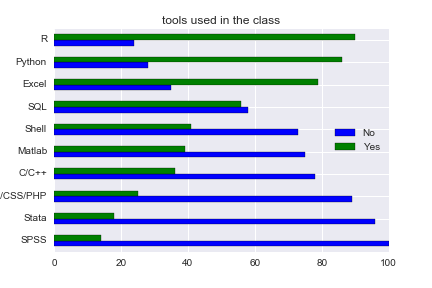 tools used in the class
R
Python
Excel
SQL
Shell
Matlab
C/C++
/CSS/PHP
Stata
SPSS
No
Yes
0 20 40 60 80 100